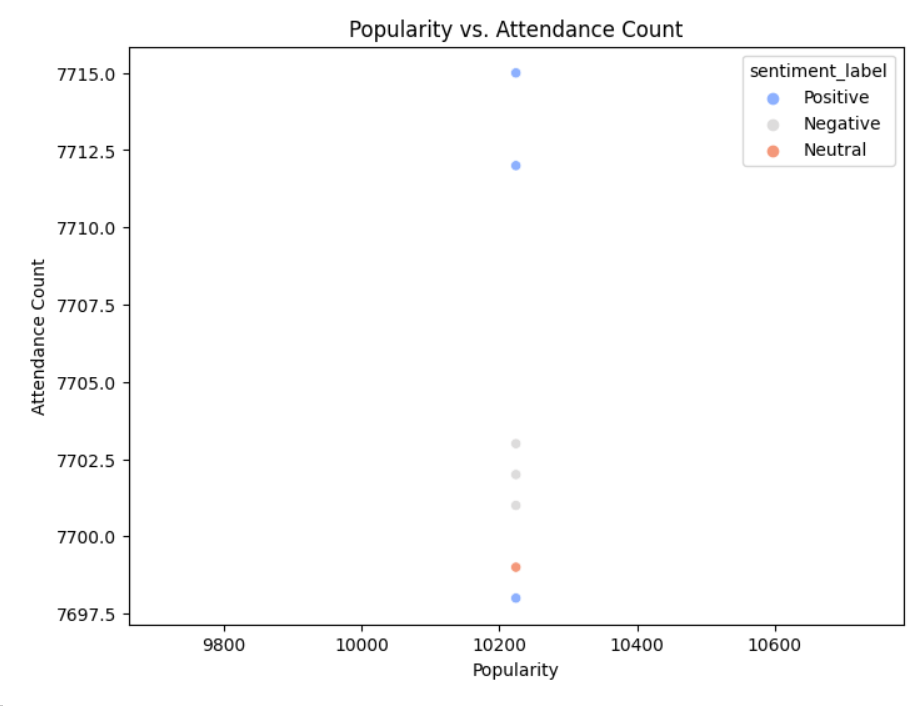 Popularity vs. Attendance Count
sentiment_label
Positive
Negative
Neutral
7715.0
7712.5
7710.0
7707.5
7705.0
7702.5
7700.0
7697.5
Attendance Count
9800 10000 10200 10400 10600
Popularity